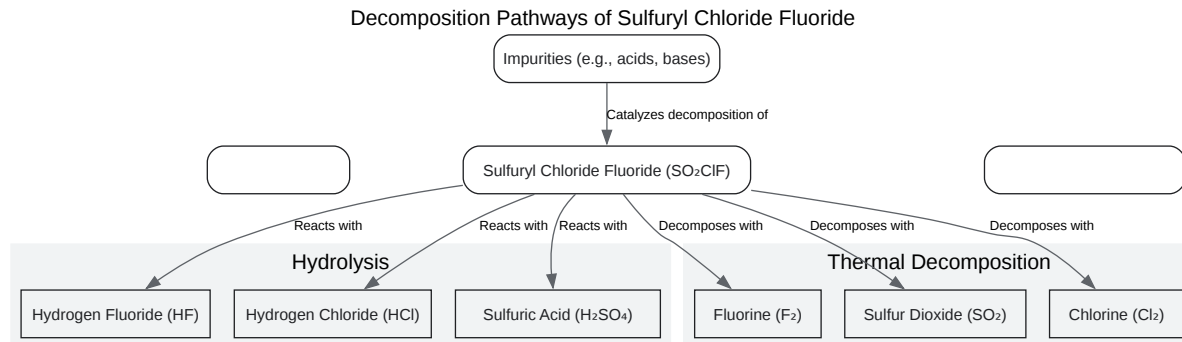 Decomposition Pathways of Sulfuryl Chloride Fluoride
Impurities (e.g., acids, bases)
Catalyzes decomposition of
Sulfuryl Chloride Fluoride (SO₂ClF)
Reacts with
Reacts with
Reacts with
Decomposes with
Decomposes with
Decomposes with
Hydrolysis
Thermal Decomposition
Hydrogen Fluoride (HF)
Hydrogen Chloride (HCl)
Sulfuric Acid (H₂SO₄)
Fluorine (F₂)
Sulfur Dioxide (SO₂)
Chlorine (Cl₂)